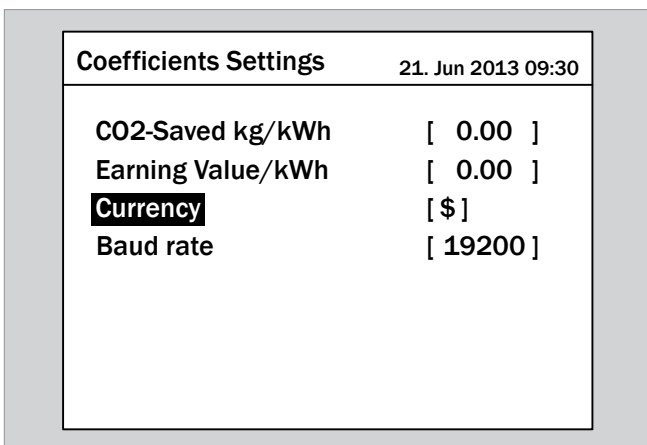 Coefficients Settings 21. Jun 2013 09:30
CO2-Saved kg/kWh [ 0.00 ]
Earning Value/kWh [ 0.00 ]
Currency [ $ ]
Baud rate [ 19200 ]